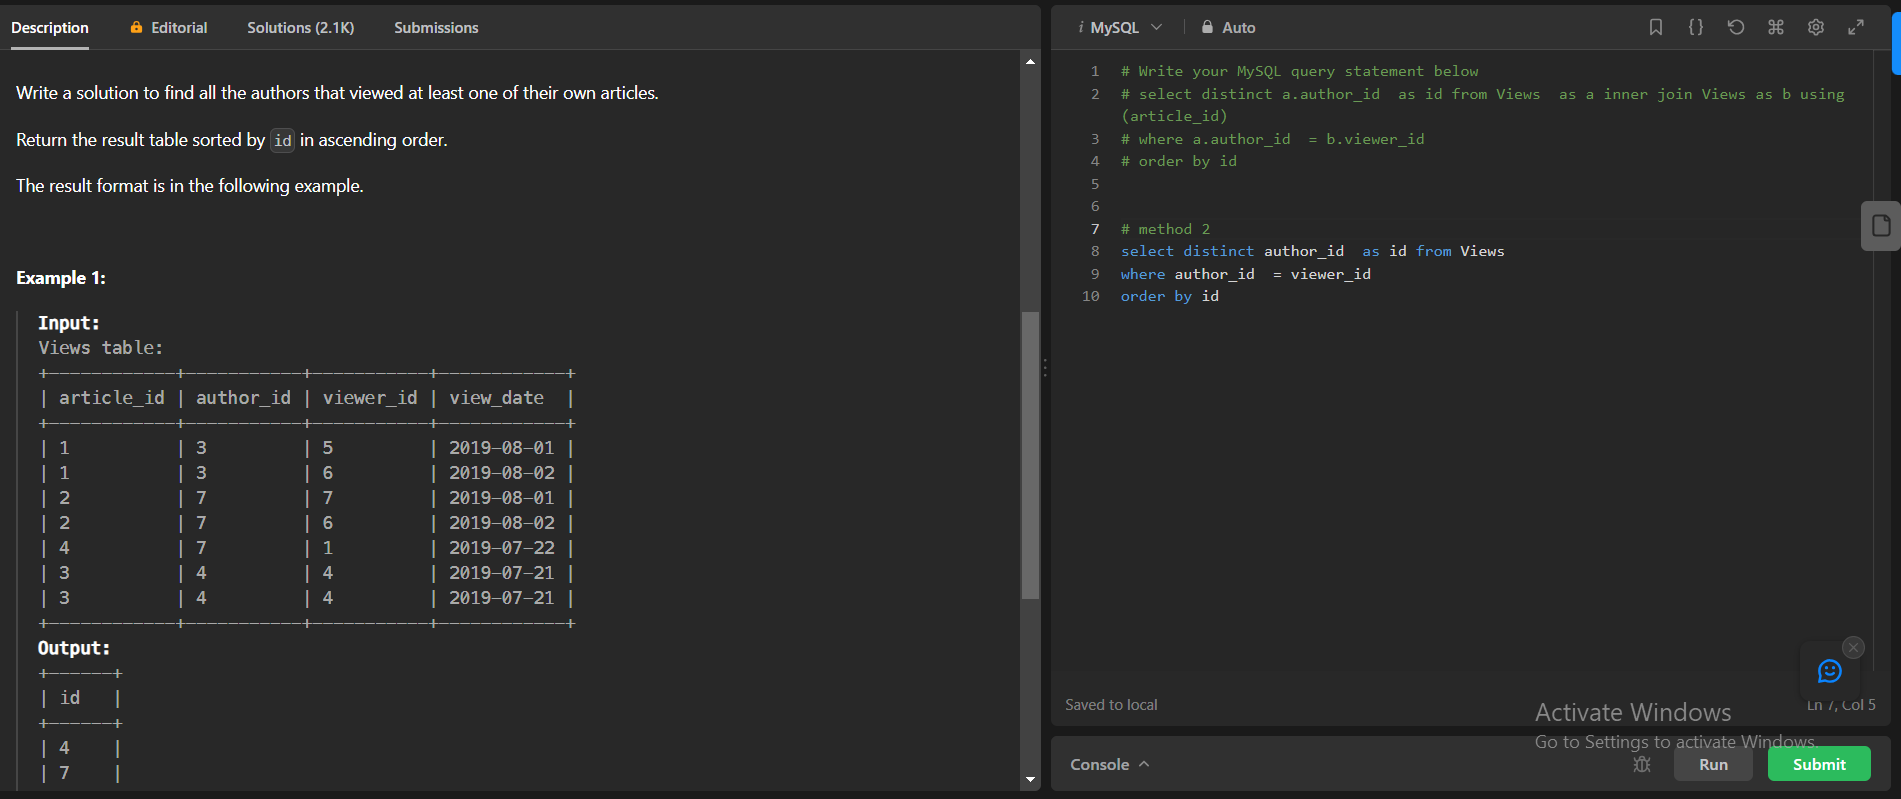 Description Editorial Solutions (2.1K) Submissions
Write a solution to find all the authors that viewed at least one of their own articles.
Return the result table sorted by id in ascending order.
The result format is in the following example.
Example 1:
Input:
Views table:
+------------+-----------+-----------+------------+
| article_id | author_id | viewer_id | view_date  |
+------------+-----------+-----------+------------+
| 1          | 3         | 5         | 2019-08-01 |
| 1          | 3         | 6         | 2019-08-02 |
| 2          | 7         | 7         | 2019-08-01 |
| 2          | 7         | 6         | 2019-08-02 |
| 4          | 7         | 1         | 2019-07-22 |
| 3          | 4         | 4         | 2019-07-21 |
| 3          | 4         | 4         | 2019-07-21 |
+------------+-----------+-----------+------------+
Output:
+------+
| id   |
+------+
| 4    |
| 7    |
i MySQL Auto
1 # Write your MySQL query statement below
2 # select distinct a.author_id  as id from Views  as a inner join Views as b using
(article_id)
3 # where a.author_id  = b.viewer_id
4 # order by id
5
6
7 # method 2
8 select distinct author_id  as id from Views
9 where author_id  = viewer_id
10 order by id
Saved to local
Ln 7, Col 5
Activate Windows
Go to Settings to activate Windows.
Console Run Submit